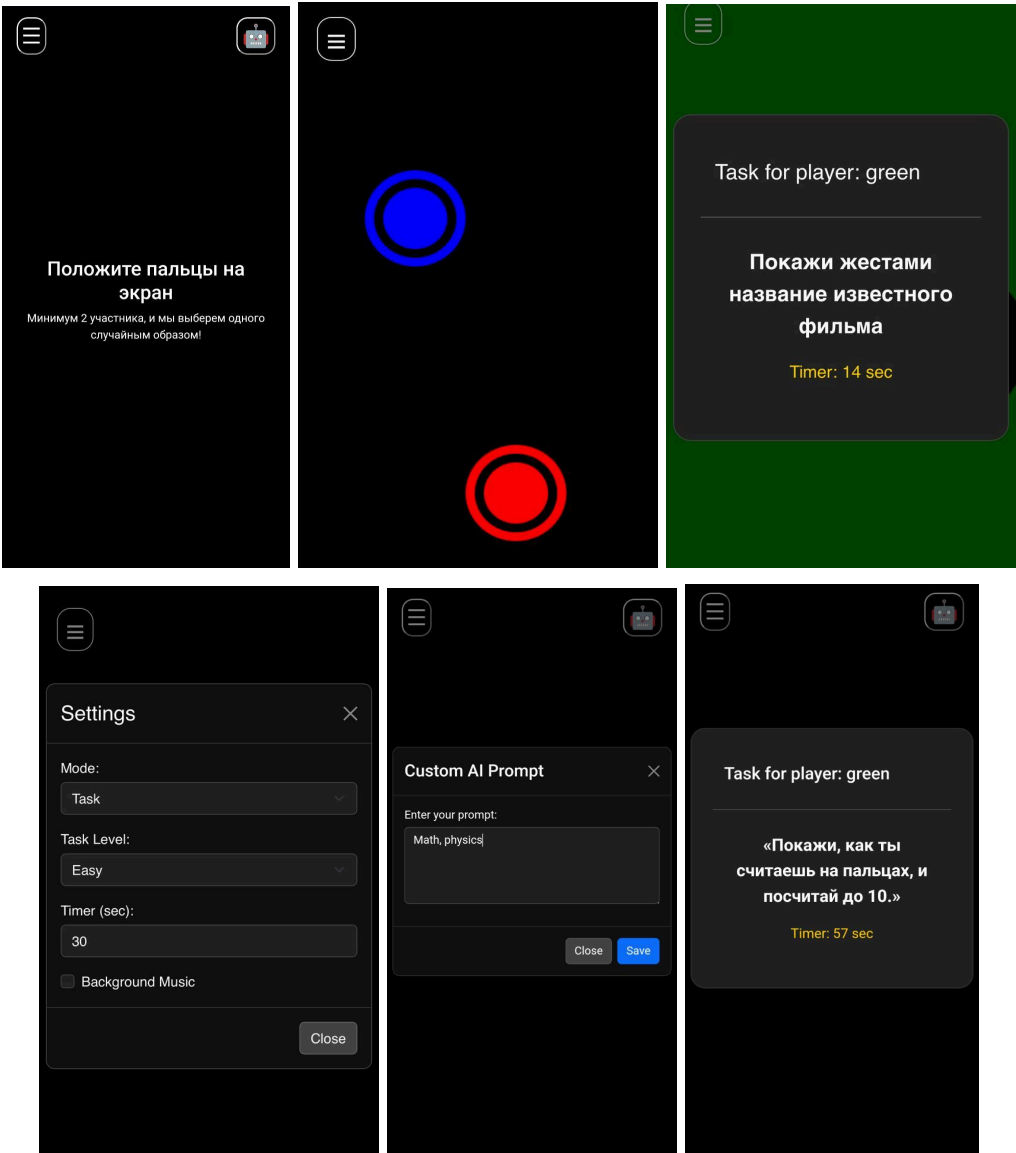 Положите пальцы на
экран
Минимум 2 участника, и мы выберем одного
случайным образом!
Task for player: green
Покажи жестами
название известного
фильма
Timer: 14 sec
Settings
Mode:
Task
Task Level:
Easy
Timer (sec):
30
Background Music
Close
Custom AI Prompt
Enter your prompt:
Math, physics
Close Save
Task for player: green
«Покажи, как ты
считаешь на пальцах, и
посчитай до 10.»
Timer: 57 sec